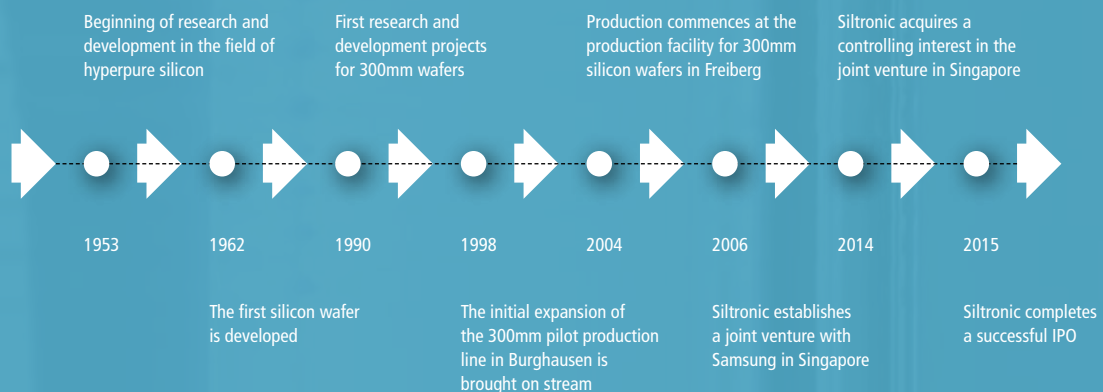 Beginning of research and
development in the field of
hyperpure silicon
First research and
development projects
for 300mm wafers
Production commences at the
production facility for 300mm
silicon wafers in Freiberg
Siltronic acquires a
controlling interest in the
joint venture in Singapore
1953
1962
1990
1998
2004
2006
2014
2015
The first silicon wafer
is developed
The initial expansion of
the 300mm pilot production
line in Burghausen is
brought on stream
Siltronic establishes
a joint venture with
Samsung in Singapore
Siltronic completes
a successful IPO